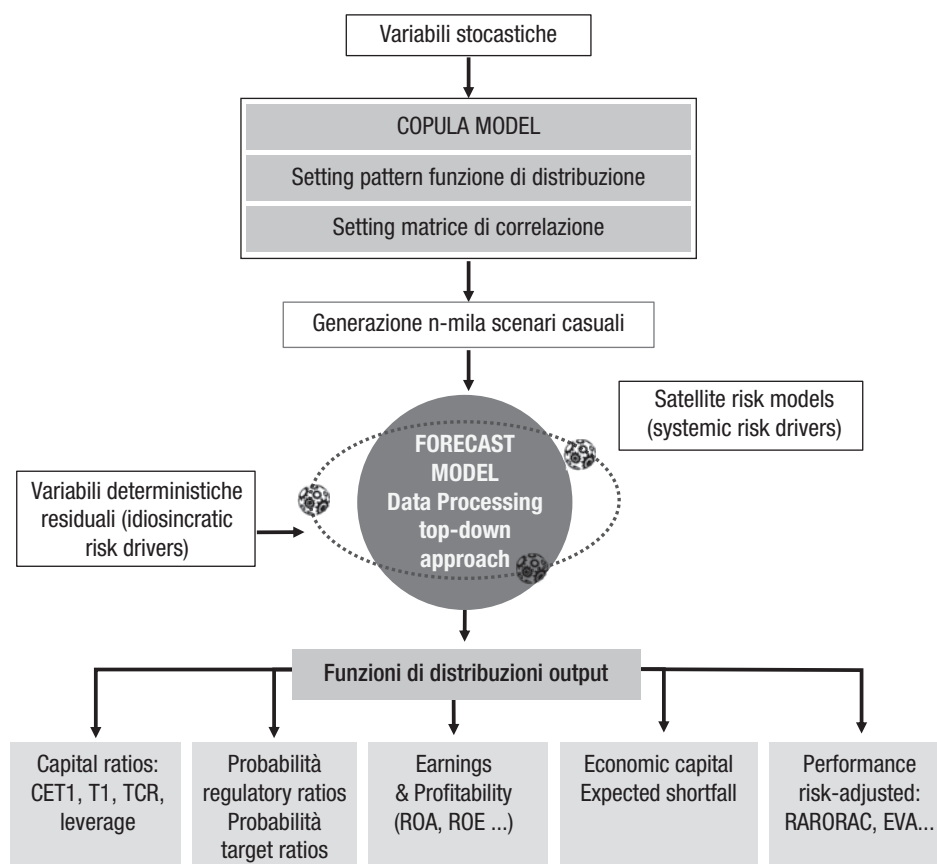 Variabili stocastiche
COPULA MODEL
Setting pattern funzione di distribuzione
Setting matrice di correlazione
Generazione n-mila scenari casuali
Satellite risk models
(systemic risk drivers)
FORECAST
MODEL
Data Processing
top-down
approach
Variabili deterministiche
residuali (idiosincratic
risk drivers)
Funzioni di distribuzioni output
Capital ratios:
CET1, T1, TCR,
leverage
Probabilità
regulatory ratios
Probabilità
target ratios
Earnings
& Profitability
(ROA, ROE ...)
Economic capital
Expected shortfall
Performance
risk-adjusted:
RARORAC, EVA...